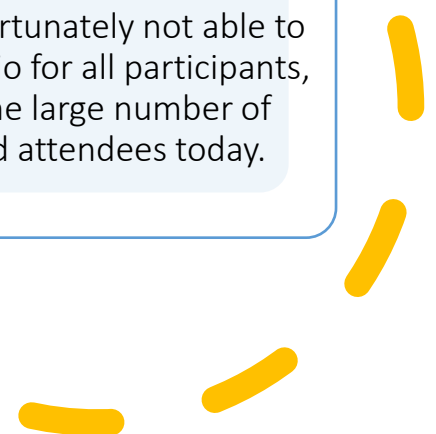 rtunately not able to
o for all participants,
e large number of
d attendees today.